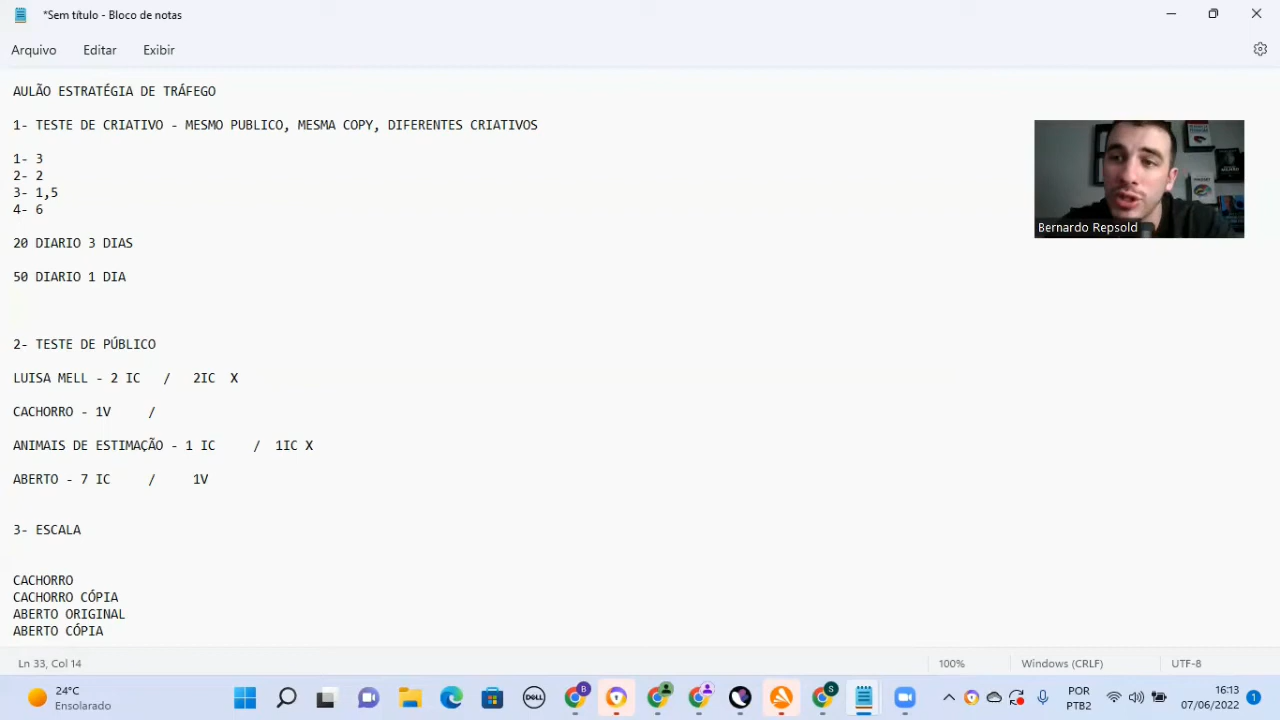 *Sem título - Bloco de notas
Arquivo Editar Exibir
AULÃO ESTRATÉGIA DE TRÁFEGO
1- TESTE DE CRIATIVO - MESMO PUBLICO, MESMA COPY, DIFERENTES CRIATIVOS
1- 3
2- 2
3- 1,5
4- 6
20 DIARIO 3 DIAS
50 DIARIO 1 DIA
2- TESTE DE PÚBLICO
LUISA MELL - 2 IC / 2IC X
CACHORRO - 1V /
ANIMAIS DE ESTIMAÇÃO - 1 IC / 1IC X
ABERTO - 7 IC / 1V
3- ESCALA
CACHORRO
CACHORRO CÓPIA
ABERTO ORIGINAL
ABERTO CÓPIA
Bernardo Repsold
Ln 33, Col 14 100% Windows (CRLF) UTF-8
24°C
Ensolarado
DELL
B
S
POR
PTB2
16:13
07/06/2022
1